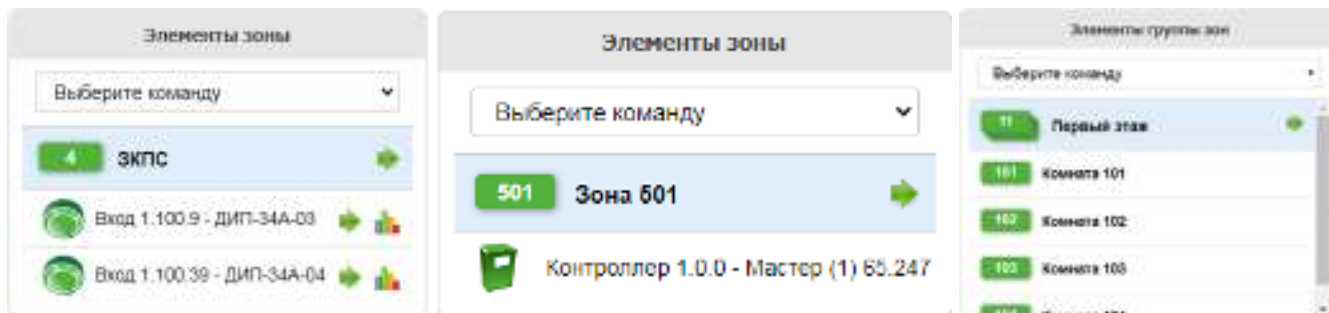 Элементы зоны
Выберите команду
4 ЗКПС
Вход 1.100.9 - ДИП-34А-03
Вход 1.100.39 - ДИП-34А-04
Элементы зоны
Выберите команду
501 Зона 501
Контроллер 1.0.0 - Мастер (1) 65.247
Элементы группы зон
Выберите команду
11 Первый этаж
101 Комната 101
102 Комната 102
103 Комната 103